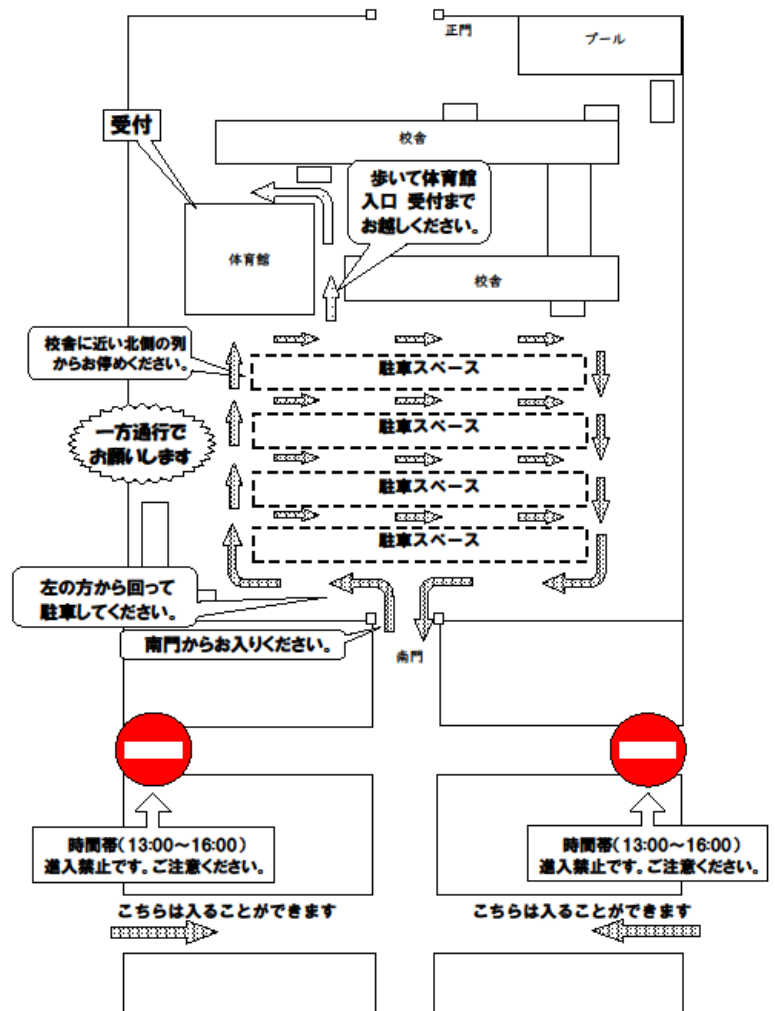 正門
プール
受付
校舎
歩いて体育館
入口 受付まで
お越しください。
体育館
校舎
校舎に近い北側の列
からお停めください。
駐車スペース
駐車スペース
一方通行で
お願いします
駐車スペース
駐車スペース
左の方から回って
駐車してください。
南門からお入りください。
南門
時間帯(13:00～16:00)
進入禁止です。ご注意ください。
時間帯(13:00～16:00)
進入禁止です。ご注意ください。
こちらは入ることができます
こちらは入ることができます